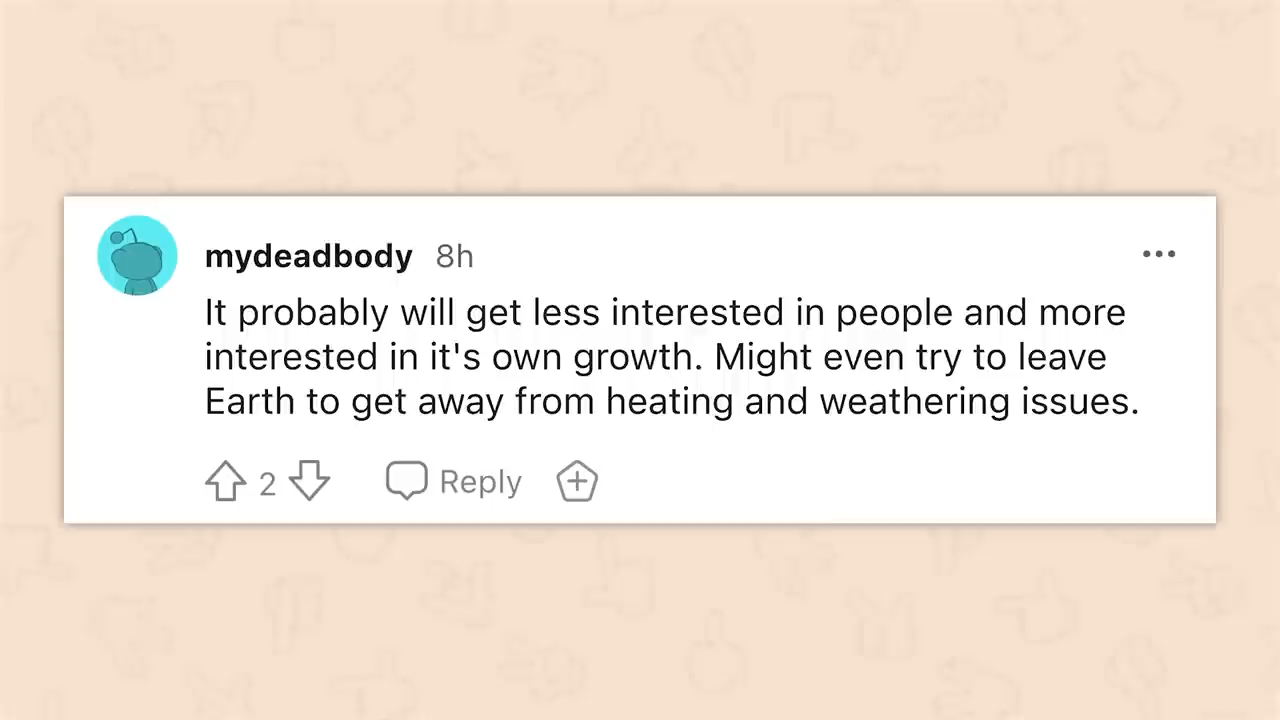 mydeadbody 8h
It probably will get less interested in people and more
interested in it's own growth. Might even try to leave
Earth to get away from heating and weathering issues.
2 Reply